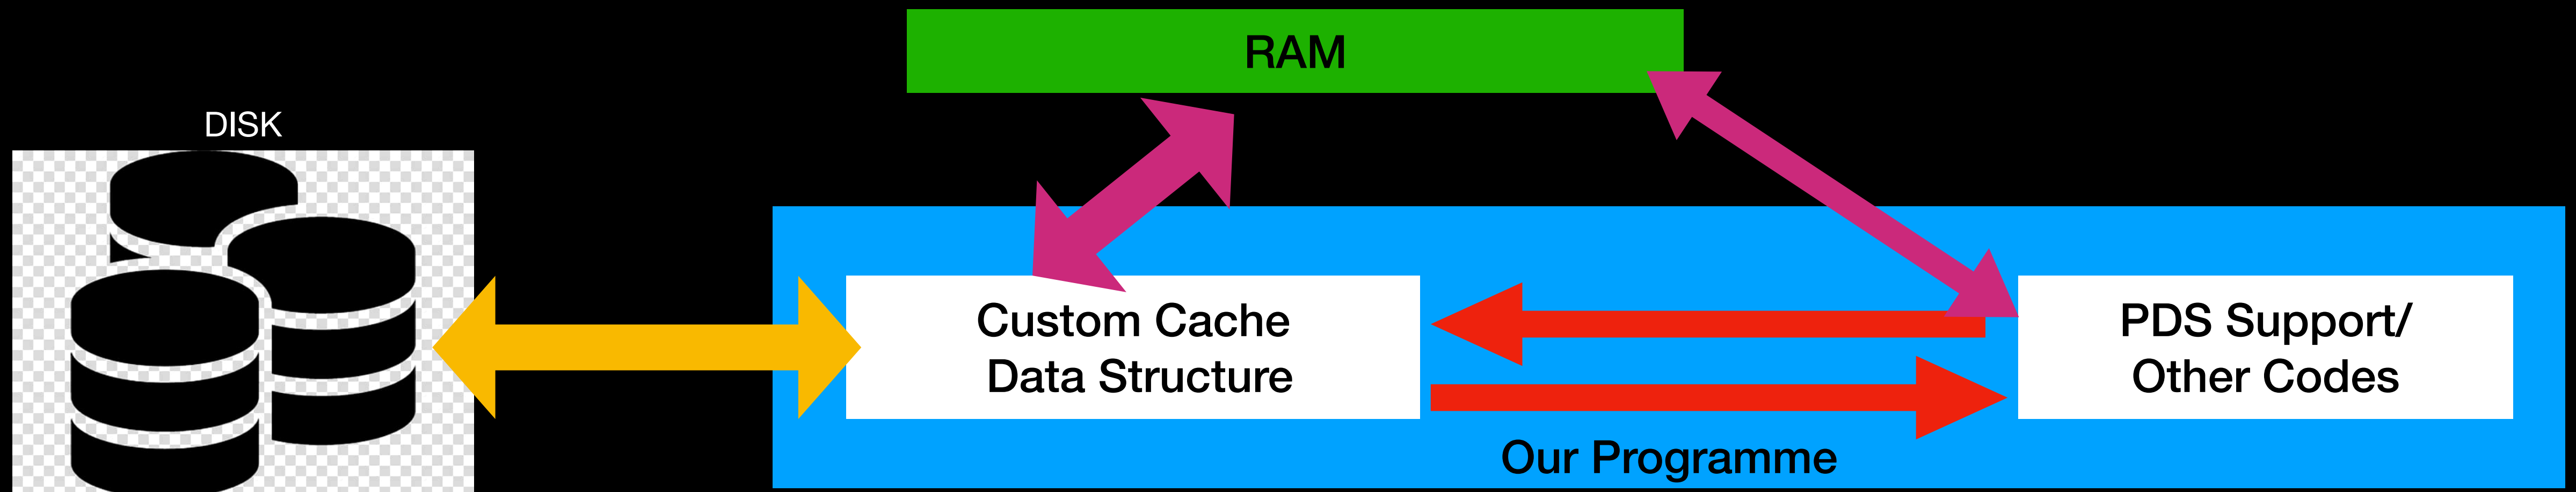 RAM
DISK
Custom Cache
Data Structure
PDS Support/
Other Codes
Our Programme